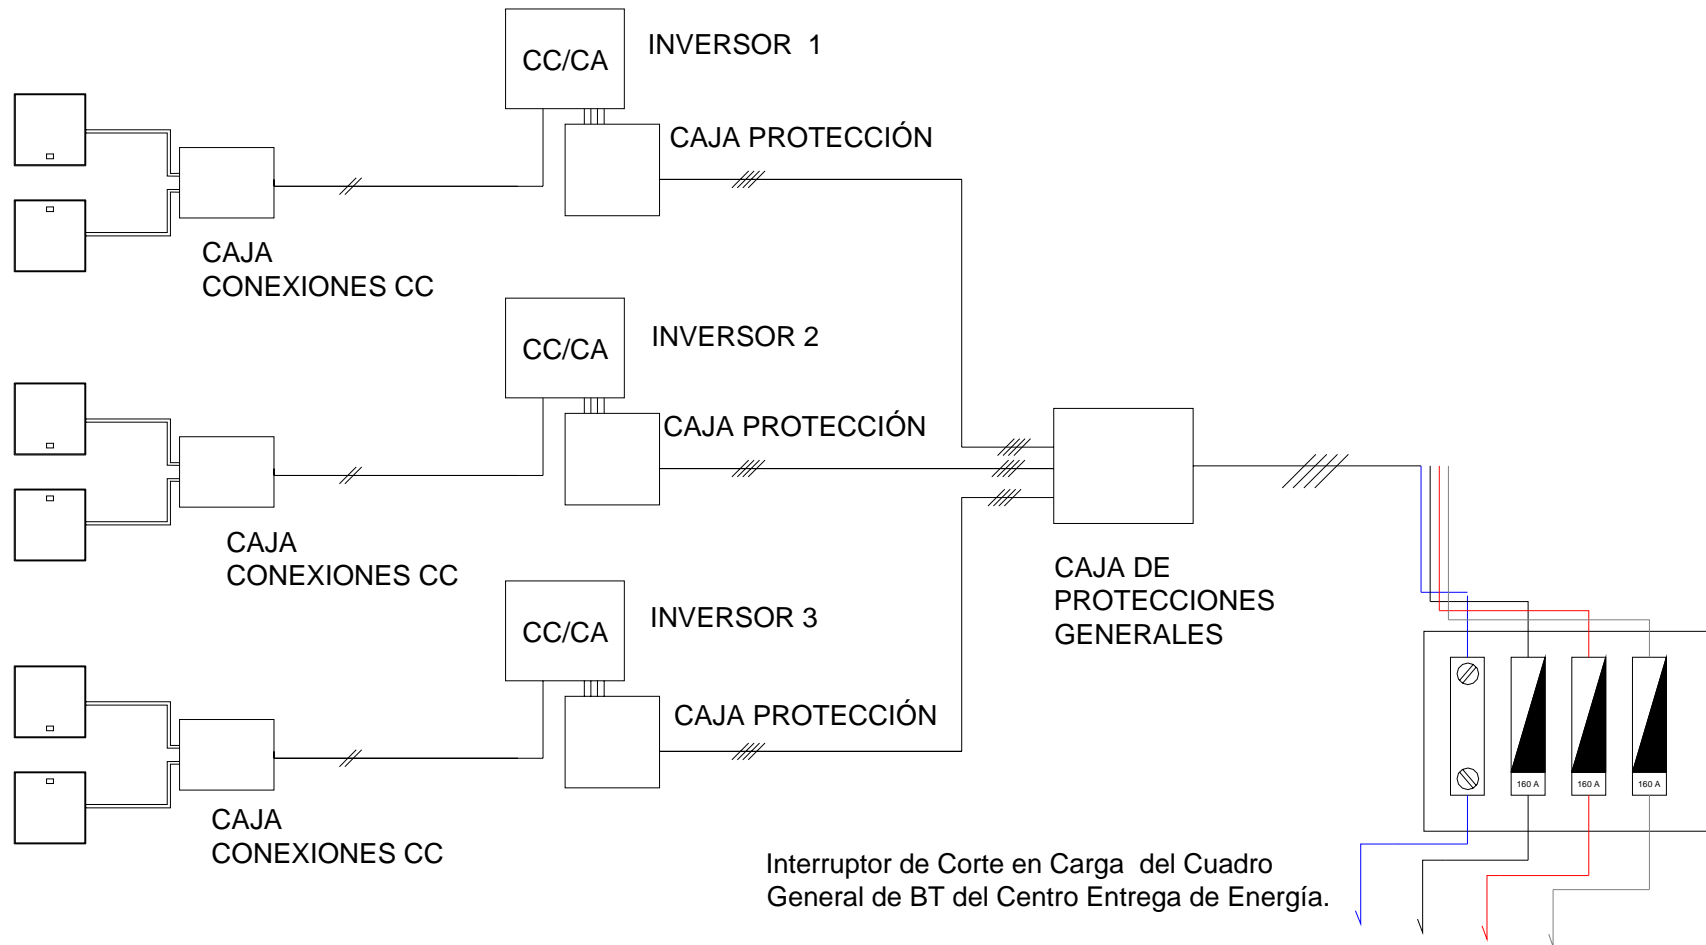 INVERSOR  1
CC/CA
CAJA PROTECCIÓN
CAJA
CONEXIONES CC
INVERSOR 2
CC/CA
CAJA PROTECCIÓN
CAJA
CONEXIONES CC
CAJA DE
PROTECCIONES
GENERALES
INVERSOR 3
CC/CA
CAJA PROTECCIÓN
CAJA
CONEXIONES CC
160 A
160 A
160 A
Interruptor de Corte en Carga  del Cuadro
General de BT del Centro Entrega de Energía.